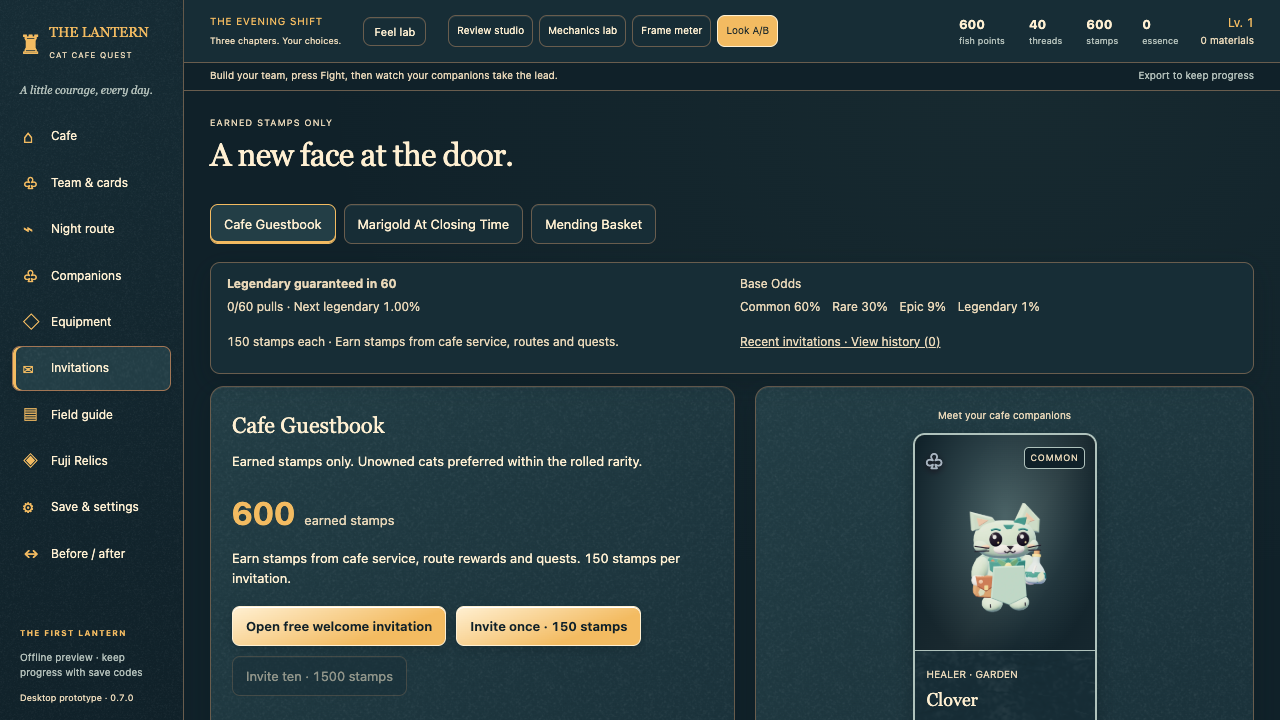 THE LANTERN
CAT CAFE QUEST
A little courage, every day.
Cafe
Team & cards
Night route
Companions
Equipment
Invitations
Field guide
Fuji Relics
Save & settings
Before / after
THE FIRST LANTERN
Offline preview · keep
progress with save codes
Desktop prototype · 0.7.0
THE EVENING SHIFT
Three chapters. Your choices.
Feel lab
Review studio
Mechanics lab
Frame meter
Look A/B
600
fish points
40
threads
600
stamps
0
essence
Lv. 1
0 materials
Build your team, press Fight, then watch your companions take the lead.
Export to keep progress
EARNED STAMPS ONLY
A new face at the door.
Cafe Guestbook
Marigold At Closing Time
Mending Basket
Legendary guaranteed in 60
0/60 pulls · Next legendary 1.00%
150 stamps each · Earn stamps from cafe service, routes and quests.
Base Odds
Common 60% Rare 30% Epic 9% Legendary 1%
Recent invitations · View history (0)
Cafe Guestbook
Earned stamps only. Unowned cats preferred within the rolled rarity.
600 earned stamps
Earn stamps from cafe service, route rewards and quests. 150 stamps per
invitation.
Open free welcome invitation
Invite once · 150 stamps
Invite ten · 1500 stamps
Meet your cafe companions
COMMON
HEALER · GARDEN
Clover